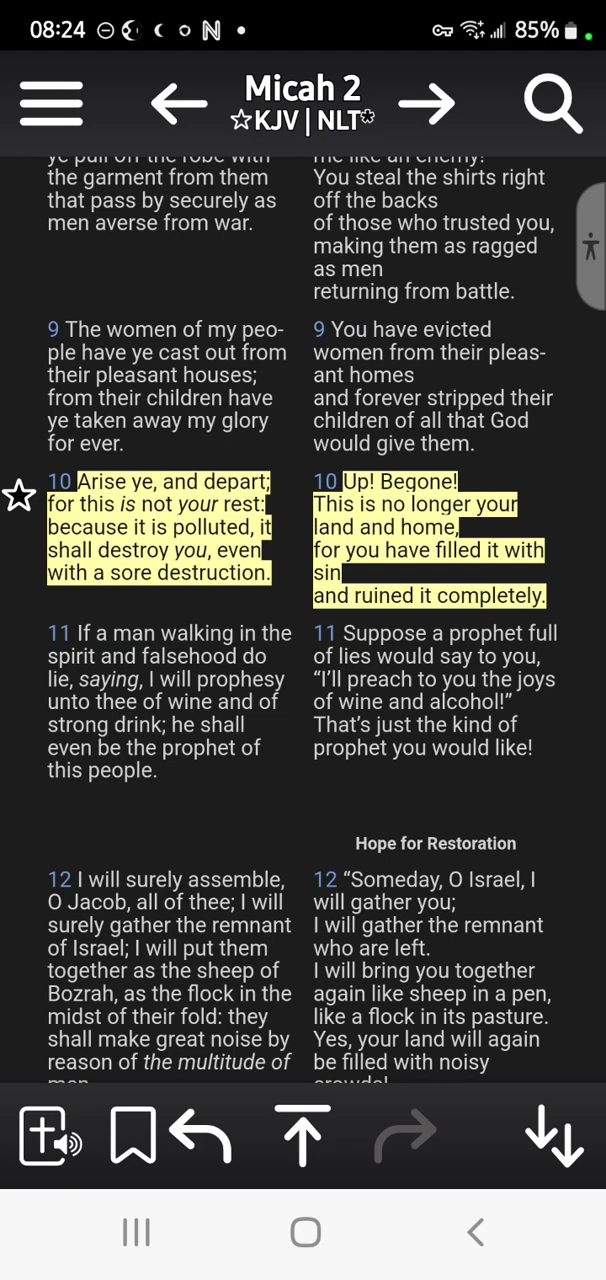 08:24
85%
Micah 2
☆KJV | NLT*
ye pull off the robe with
the garment from them
that pass by securely as
men averse from war.
9 The women of my peo-
ple have ye cast out from
their pleasant houses;
from their children have
ye taken away my glory
for ever.
10 Arise ye, and depart;
for this is not your rest:
because it is polluted, it
shall destroy you, even
with a sore destruction.
11 If a man walking in the
spirit and falsehood do
lie, saying, I will prophesy
unto thee of wine and of
strong drink; he shall
even be the prophet of
this people.
12 I will surely assemble,
O Jacob, all of thee; I will
surely gather the remnant
of Israel; I will put them
together as the sheep of
Bozrah, as the flock in the
midst of their fold: they
shall make great noise by
reason of the multitude of
men
me like an enemy!
You steal the shirts right
off the backs
of those who trusted you,
making them as ragged
as men
returning from battle.
9 You have evicted
women from their pleas-
ant homes
and forever stripped their
children of all that God
would give them.
10 Up! Begone!
This is no longer your
land and home,
for you have filled it with
sin
and ruined it completely.
11 Suppose a prophet full
of lies would say to you,
“I’ll preach to you the joys
of wine and alcohol!”
That’s just the kind of
prophet you would like!
Hope for Restoration
12 “Someday, O Israel, I
will gather you;
I will gather the remnant
who are left.
I will bring you together
again like sheep in a pen,
like a flock in its pasture.
Yes, your land will again
be filled with noisy
crowds!